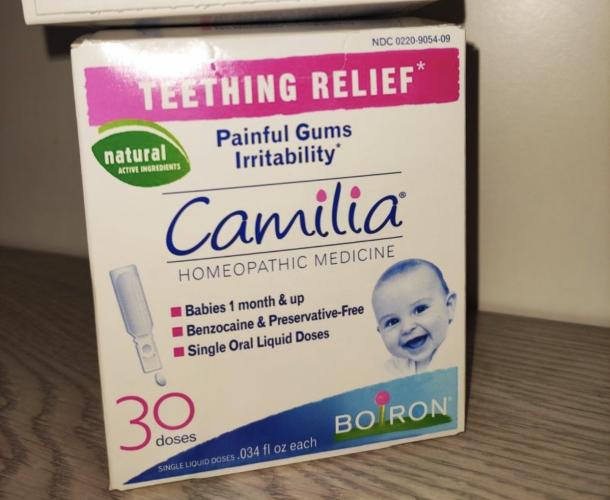 NDC 0220-9054-09
TEETHING RELIEF*
natural
ACTIVE INGREDIENTS
Painful Gums
Irritability*
Camilia®
HOMEOPATHIC MEDICINE
Babies 1 month & up
Benzocaine & Preservative-Free
Single Oral Liquid Doses
30
doses
SINGLE LIQUID DOSES .034 fl oz each
BOIRON®